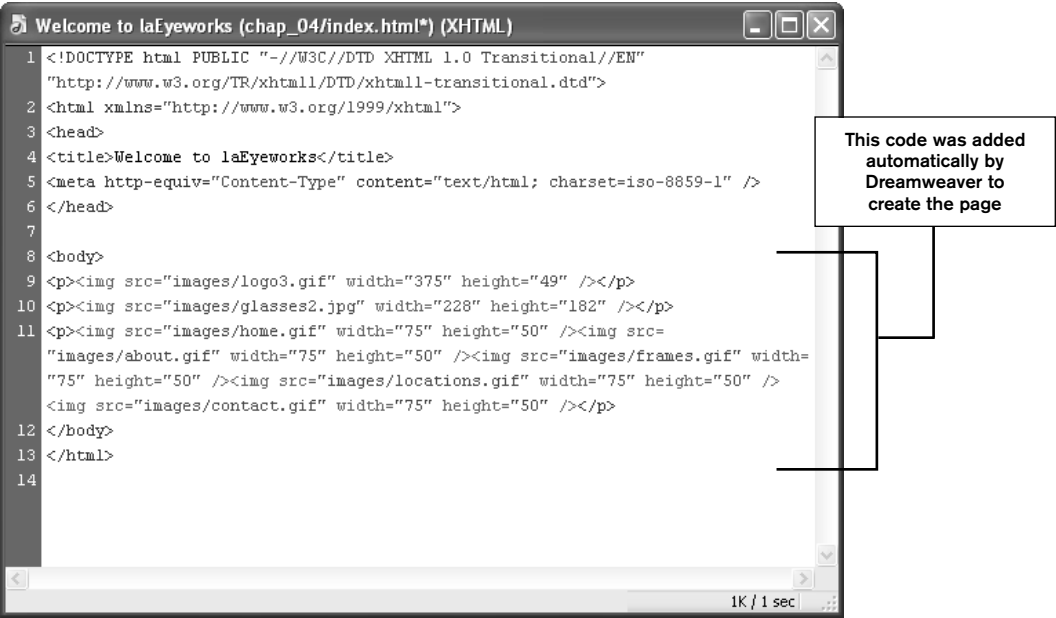 Welcome to laEyeworks (chap_04/index.html*) (XHTML)
1 <!DOCTYPE html PUBLIC "-//W3C//DTD XHTML 1.0 Transitional//EN"
"http://www.w3.org/TR/xhtml1/DTD/xhtml1-transitional.dtd">
2 <html xmlns="http://www.w3.org/1999/xhtml">
3 <head>
4 <title>Welcome to laEyeworks</title>
5 <meta http-equiv="Content-Type" content="text/html; charset=iso-8859-1" />
6 </head>
7
8 <body>
9 <p><img src="images/logo3.gif" width="375" height="49" /></p>
10 <p><img src="images/glasses2.jpg" width="228" height="182" /></p>
11 <p><img src="images/home.gif" width="75" height="50" /><img src=
"images/about.gif" width="75" height="50" /><img src="images/frames.gif" width=
"75" height="50" /><img src="images/locations.gif" width="75" height="50" />
<img src="images/contact.gif" width="75" height="50" /></p>
12 </body>
13 </html>
14
1K / 1 sec
This code was added
automatically by
Dreamweaver to
create the page